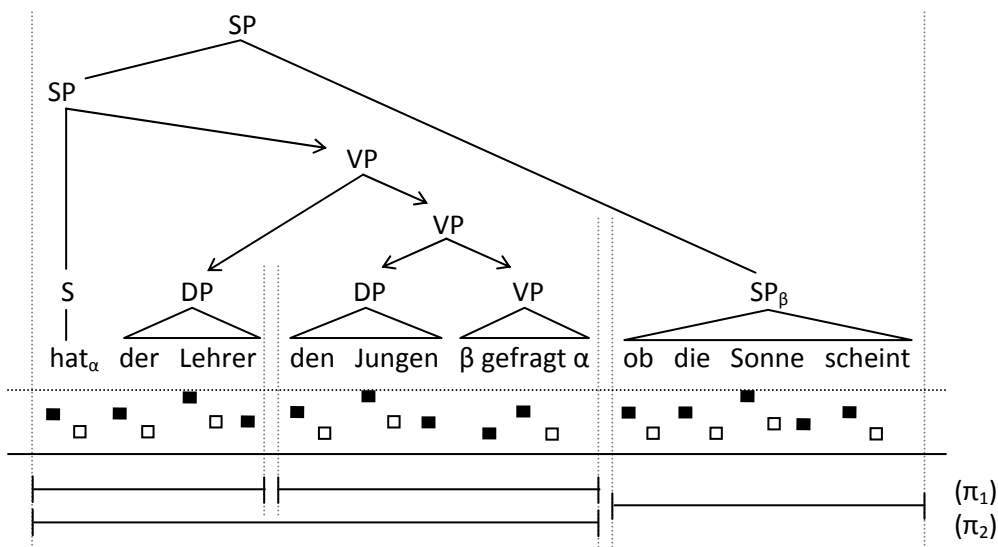 SP
SP
VP
VP
S DP DP VP SPβ
hatα der Lehrer den Jungen β gefragt α ob die Sonne scheint
(π1)
(π2)